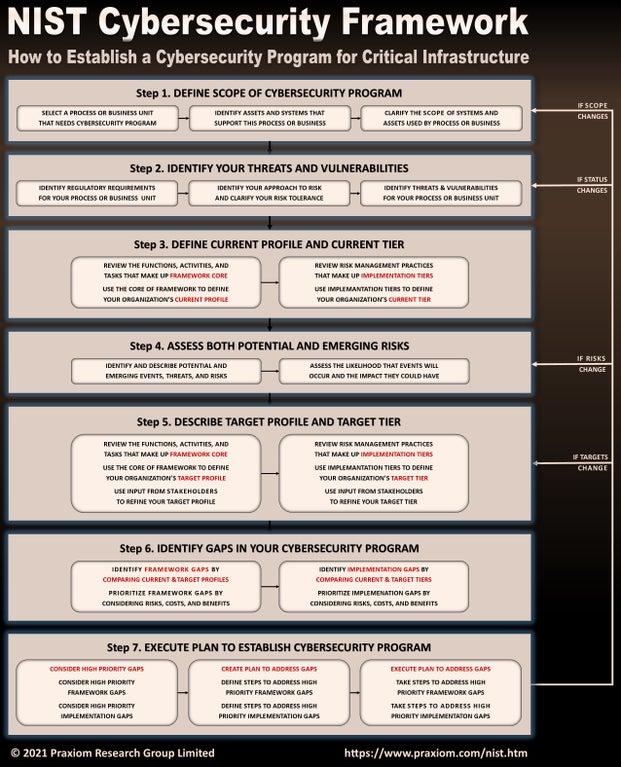 NIST Cybersecurity Framework
How to Establish a Cybersecurity Program for Critical Infrastructure
Step 1. DEFINE SCOPE OF CYBERSECURITY PROGRAM
SELECT A PROCESS OR BUSINESS UNIT
THAT NEEDS CYBERSECURITY PROGRAM
IDENTIFY ASSETS AND SYSTEMS THAT
SUPPORT THIS PROCESS OR BUSINESS
CLARIFY THE SCOPE OF SYSTEMS AND
ASSETS USED BY PROCESS OR BUSINESS
IF SCOPE
CHANGES
Step 2. IDENTIFY YOUR THREATS AND VULNERABILITIES
IDENTIFY REGULATORY REQUIREMENTS
FOR YOUR PROCESS OR BUSINESS UNIT
IDENTIFY YOUR APPROACH TO RISK
AND CLARIFY YOUR RISK TOLERANCE
IDENTIFY THREATS & VULNERABILITIES
FOR YOUR PROCESS OR BUSINESS UNIT
IF STATUS
CHANGES
Step 3. DEFINE CURRENT PROFILE AND CURRENT TIER
REVIEW THE FUNCTIONS, ACTIVITIES, AND
TASKS THAT MAKE UP FRAMEWORK CORE
USE THE CORE OF FRAMEWORK TO DEFINE
YOUR ORGANIZATION'S CURRENT PROFILE
REVIEW RISK MANAGEMENT PRACTICES
THAT MAKE UP IMPLEMENTATION TIERS
USE IMPLEMANTATION TIERS TO DEFINE
YOUR ORGANIZATION'S CURRENT TIER
Step 4. ASSESS BOTH POTENTIAL AND EMERGING RISKS
IDENTIFY AND DESCRIBE POTENTIAL AND
EMERGING EVENTS, THREATS, AND RISKS
ASSESS THE LIKELIHOOD THAT EVENTS WILL
OCCUR AND THE IMPACT THEY COULD HAVE
IF RISKS
CHANGE
Step 5. DESCRIBE TARGET PROFILE AND TARGET TIER
REVIEW THE FUNCTIONS, ACTIVITIES, AND
TASKS THAT MAKE UP FRAMEWORK CORE
USE THE CORE OF FRAMEWORK TO DEFINE
YOUR ORGANIZATION'S TARGET PROFILE
USE INPUT FROM STAKEHOLDERS
TO REFINE YOUR TARGET PROFILE
REVIEW RISK MANAGEMENT PRACTICES
THAT MAKE UP IMPLEMENTATION TIERS
USE IMPLEMANTATION TIERS TO DEFINE
YOUR ORGANIZATION'S TARGET TIER
USE INPUT FROM STAKEHOLDERS
TO REFINE YOUR TARGET TIER
IF TARGETS
CHANGE
Step 6. IDENTIFY GAPS IN YOUR CYBERSECURITY PROGRAM
IDENTIFY FRAMEWORK GAPS BY
COMPARING CURRENT & TARGET PROFILES
PRIORITIZE FRAMEWORK GAPS BY
CONSIDERING RISKS, COSTS, AND BENEFITS
IDENTIFY IMPLEMENTATION GAPS BY
COMPARING CURRENT & TARGET TIERS
PRIORITIZE IMPLEMENATION GAPS BY
CONSIDERING RISKS, COSTS, AND BENEFITS
Step 7. EXECUTE PLAN TO ESTABLISH CYBERSECURITY PROGRAM
CONSIDER HIGH PRIORITY GAPS
CONSIDER HIGH PRIORITY
FRAMEWORK GAPS
CONSIDER HIGH PRIORITY
IMPLEMENTATION GAPS
CREATE PLAN TO ADDRESS GAPS
DEFINE STEPS TO ADDRESS HIGH
PRIORITY FRAMEWORK GAPS
DEFINE STEPS TO ADDRESS HIGH
PRIORITY IMPLEMENTATION GAPS
EXECUTE PLAN TO ADDRESS GAPS
TAKE STEPS TO ADDRESS HIGH
PRIORITY FRAMEWORK GAPS
TAKE STEPS TO ADDRESS HIGH
PRIORITY IMPLEMENTATON GAPS
© 2021 Praxiom Research Group Limited
https://www.praxiom.com/nist.htm